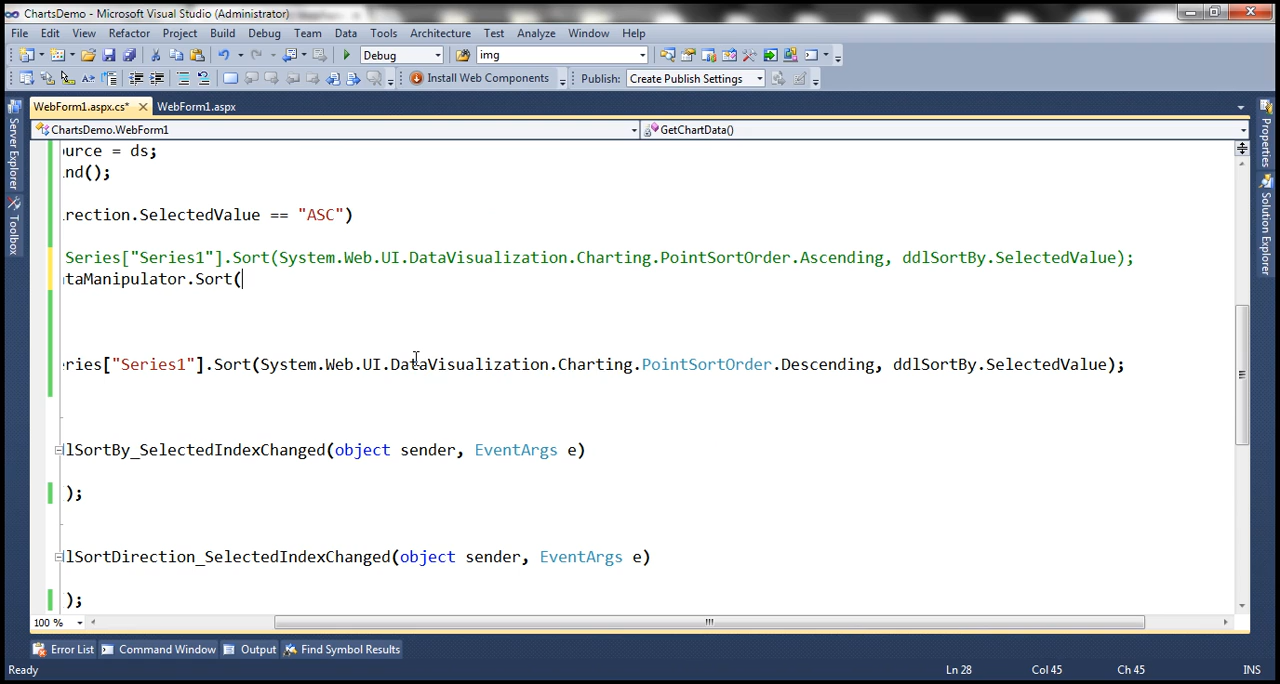 ChartsDemo - Microsoft Visual Studio (Administrator)
File Edit View Refactor Project Build Debug Team Data Tools Architecture Test Analyze Window Help
Debug img
Install Web Components Publish: Create Publish Settings
WebForm1.aspx.cs* WebForm1.aspx
ChartsDemo.WebForm1 GetChartData()
Server Explorer
Toolbox
Properties
Solution Explorer
ource = ds;
nd();
rection.SelectedValue == "ASC")
Series["Series1"].Sort(System.Web.UI.DataVisualization.Charting.PointSortOrder.Ascending, ddlSortBy.SelectedValue);
taManipulator.Sort(
ries["Series1"].Sort(System.Web.UI.DataVisualization.Charting.PointSortOrder.Descending, ddlSortBy.SelectedValue);
lSortBy_SelectedIndexChanged(object sender, EventArgs e)
);
lSortDirection_SelectedIndexChanged(object sender, EventArgs e)
);
100 %
Error List Command Window Output Find Symbol Results
Ready Ln 28 Col 45 Ch 45 INS